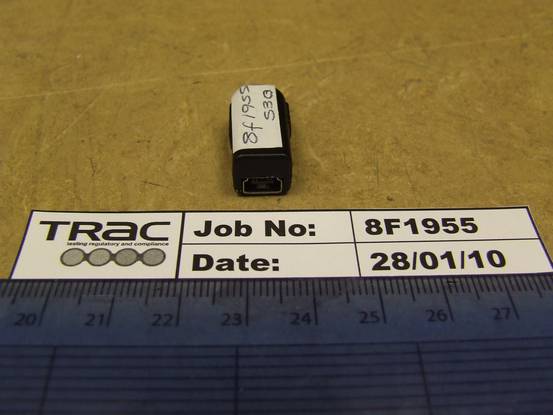 8f1955
S30
TRaC
testing regulatory and compliance
Job No: 8F1955
Date: 28/01/10
20 21 22 23 24 25 26 27